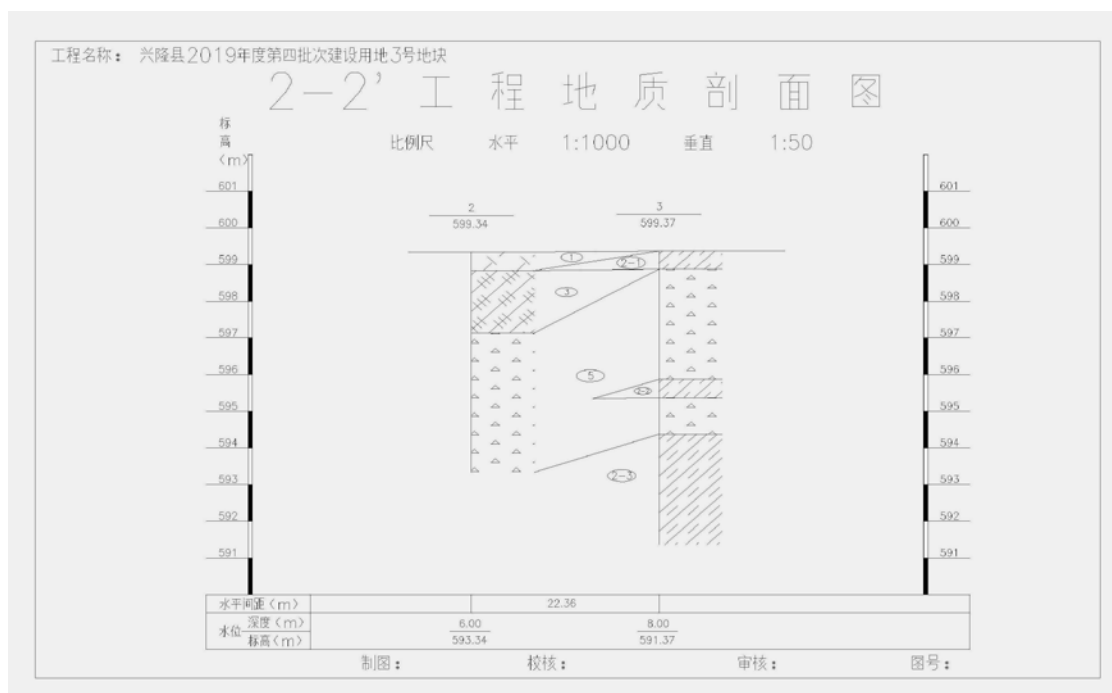 工程名称： 兴隆县2019年度第四批次建设用地3号地块
2-2' 工 程 地 质 剖 面 图
标
高
(m)
比例尺 水平 1:1000 垂直 1:50
601 601
2 3
600 599.34 599.37 600
①
599 2-1 599
③
598 598
597 597
596 ⑤ 596
595 595
594 594
593 2-3 593
592 592
591 591
水平间距(m) 22.36
水位 深度(m) 6.00 8.00
标高(m) 593.34 591.37
制图： 校核： 审核： 图号：